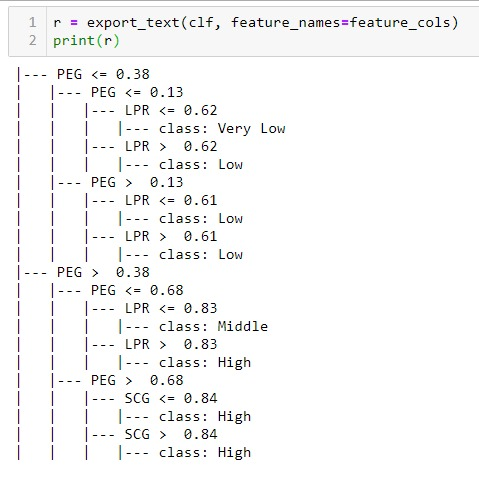 1 r = export_text(clf, feature_names=feature_cols)
2 print(r)
|--- PEG <= 0.38
|   |--- PEG <= 0.13
|   |   |--- LPR <= 0.62
|   |   |   |--- class: Very Low
|   |   |--- LPR >  0.62
|   |   |   |--- class: Low
|   |--- PEG >  0.13
|   |   |--- LPR <= 0.61
|   |   |   |--- class: Low
|   |   |--- LPR >  0.61
|   |   |   |--- class: Low
|--- PEG >  0.38
|   |--- PEG <= 0.68
|   |   |--- LPR <= 0.83
|   |   |   |--- class: Middle
|   |   |--- LPR >  0.83
|   |   |   |--- class: High
|   |--- PEG >  0.68
|   |   |--- SCG <= 0.84
|   |   |   |--- class: High
|   |   |--- SCG >  0.84
|   |   |   |--- class: High